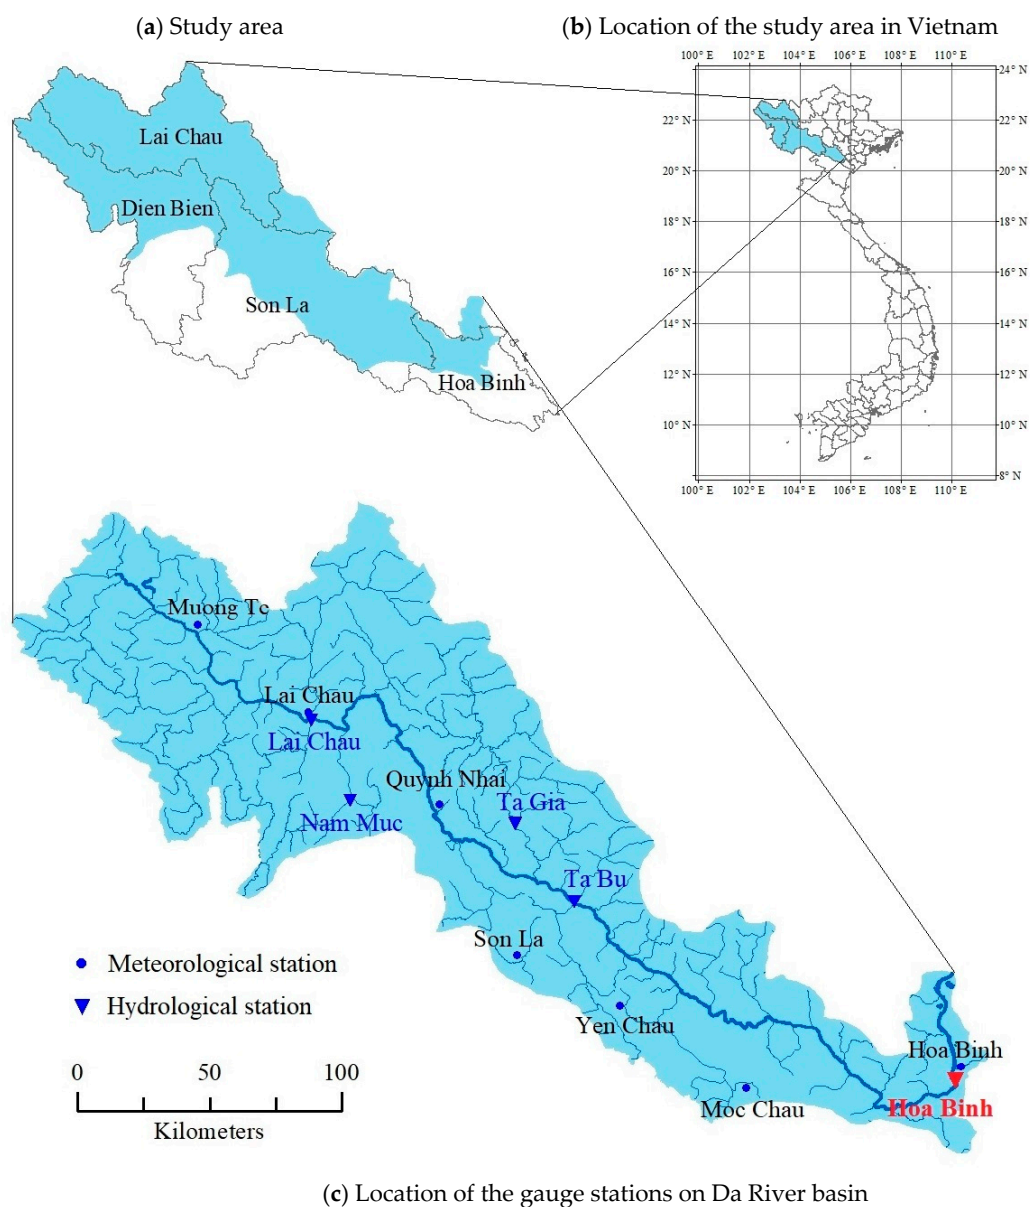 (a) Study area
(b) Location of the study area in Vietnam
Lai Chau
Dien Bien
Son La
Hoa Binh
24° N
22° N
22° N
20° N
20° N
18° N
18° N
16° N
16° N
14° N
14° N
12° N
12° N
10° N
10° N
8° N
100° E 102° E 104° E 106° E 108° E 110° E
100° E 102° E 104° E 106° E 108° E 110° E
Muong Te
Lai Chau
Lai Chau
Quynh Nhai
Ta Gia
Nam Muc
Ta Bu
Son La
Yen Chau
Moc Chau
Hoa Binh
Hoa Binh
Meteorological station
Hydrological station
0 50 100
Kilometers
(c) Location of the gauge stations on Da River basin